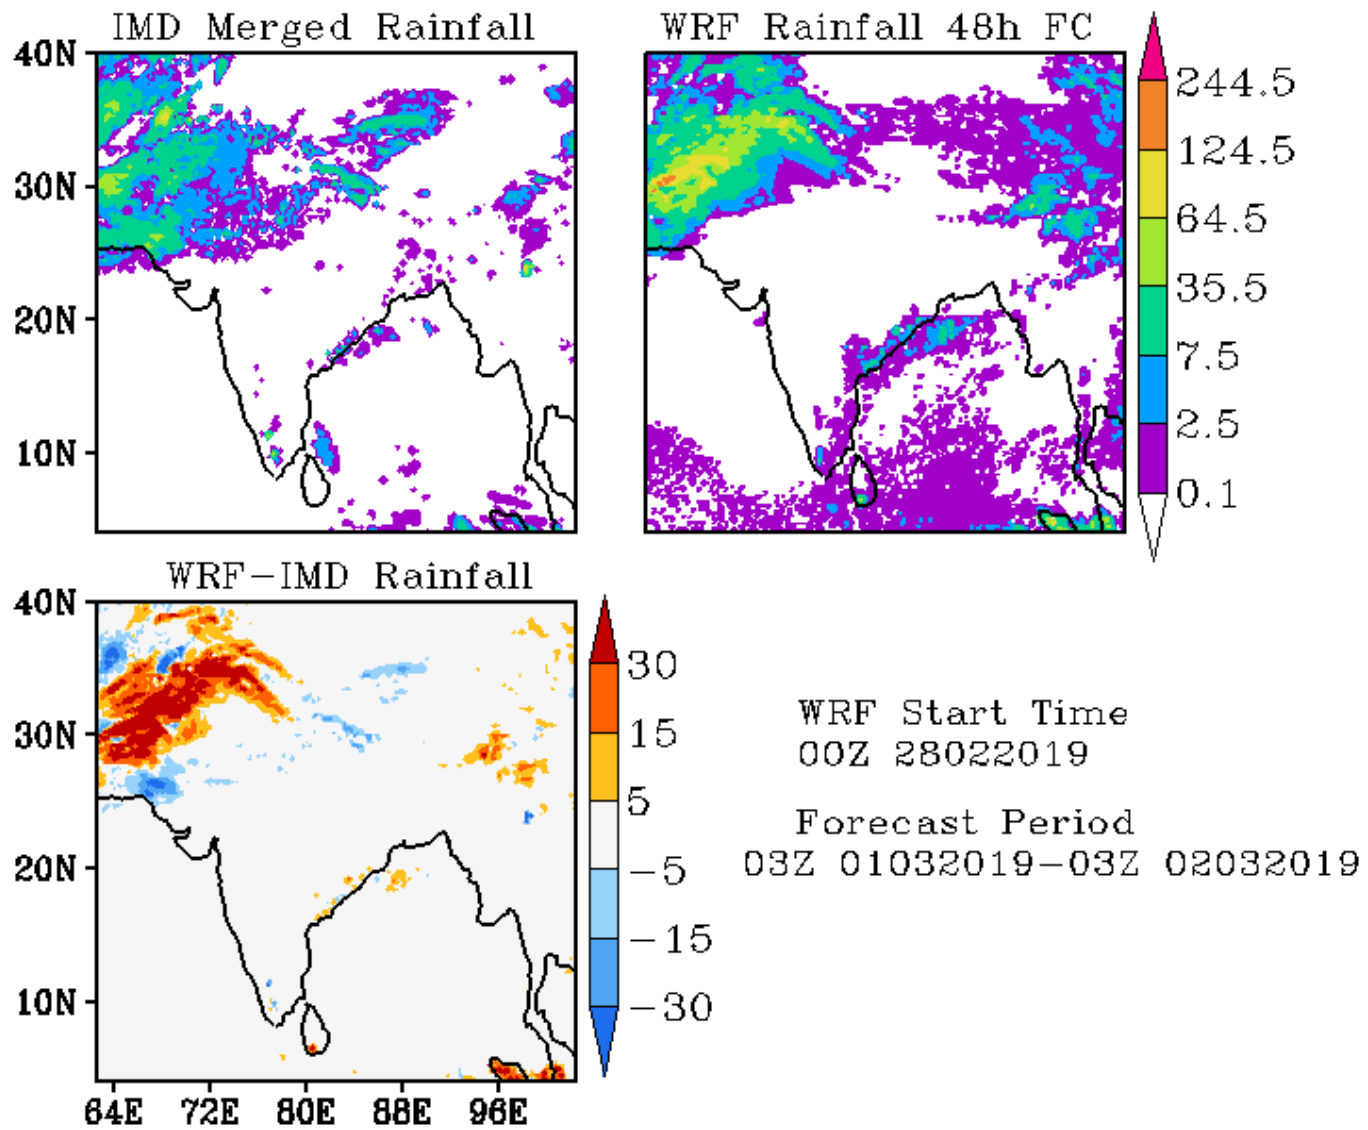 IMD Merged Rainfall
WRF Rainfall 48h FC
40N
30N
20N
10N
244.5
124.5
64.5
35.5
7.5
2.5
0.1
WRF-IMD Rainfall
40N
30N
20N
10N
64E 72E 80E 88E 96E
30
15
5
-5
-15
-30
WRF Start Time
00Z 28022019
Forecast Period
03Z 01032019-03Z 02032019